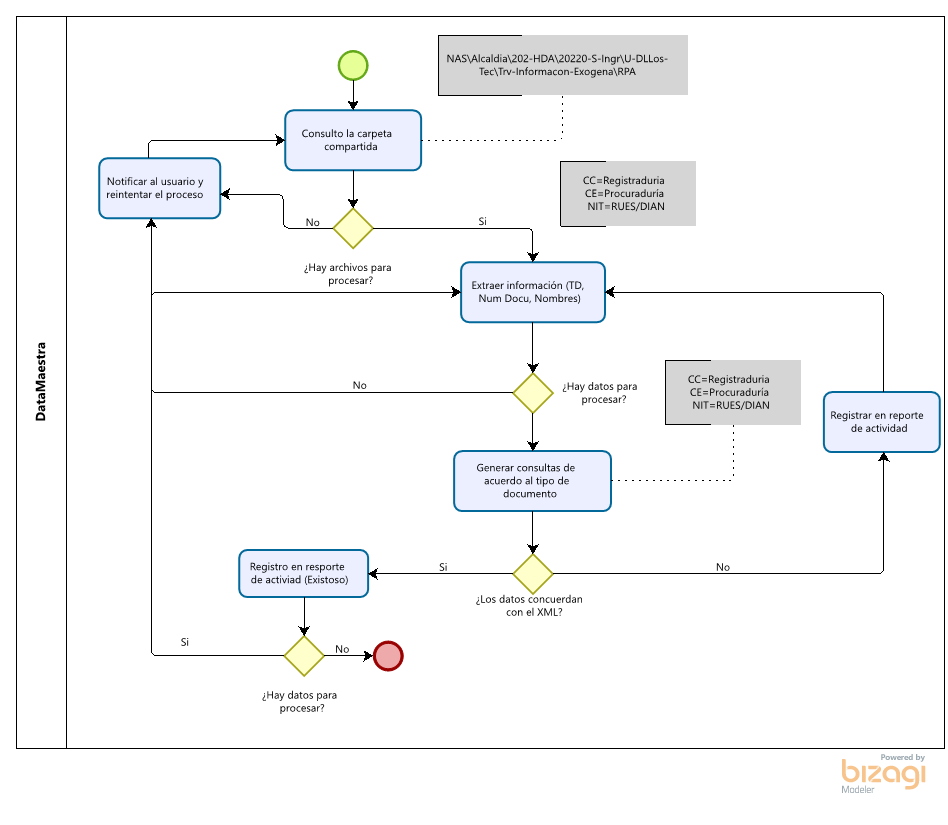 DataMaestra
NAS\Alcaldia\202-HDA\20220-S-Ingr\U-DLLos-
Tec\Trv-Informacon-Exogena\RPA
Consulto la carpeta
compartida
Notificar al usuario y
reintentar el proceso
CC=Registraduria
CE=Procuraduría
NIT=RUES/DIAN
No
Si
¿Hay archivos para
procesar?
Extraer información (TD,
Num Docu, Nombres)
No
¿Hay datos para
procesar?
CC=Registraduria
CE=Procuraduría
NIT=RUES/DIAN
Registrar en reporte
de actividad
Generar consultas de
acuerdo al tipo de
documento
Registro en resporte
de activiad (Existoso)
Si
No
¿Los datos concuerdan
con el XML?
Si
No
¿Hay datos para
procesar?
Powered by
bizagi
Modeler